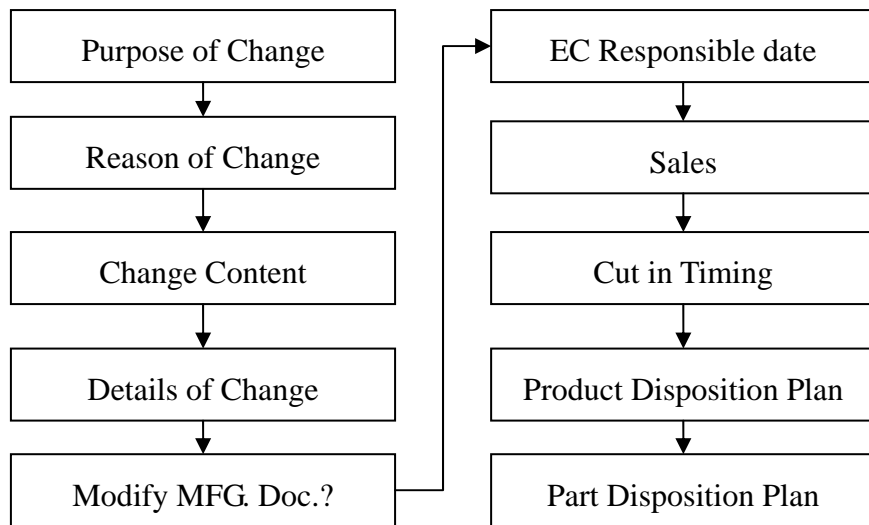 Purpose of Change
Reason of Change
Change Content
Details of Change
Modify MFG. Doc.?
EC Responsible date
Sales
Cut in Timing
Product Disposition Plan
Part Disposition Plan